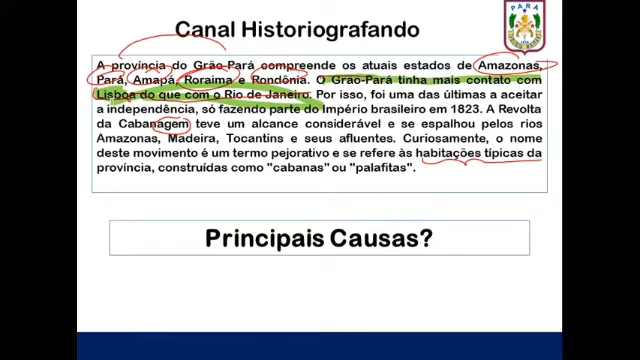 Canal Historiografando
A província do Grão-Pará compreende os atuais estados de Amazonas,
Pará, Amapá, Roraima e Rondônia. O Grão-Pará tinha mais contato com
Lisboa do que com o Rio de Janeiro. Por isso, foi uma das últimas a aceitar
a independência, só fazendo parte do Império brasileiro em 1823. A Revolta
da Cabanagem teve um alcance considerável e se espalhou pelos rios
Amazonas, Madeira, Tocantins e seus afluentes. Curiosamente, o nome
deste movimento é um termo pejorativo e se refere às habitações típicas da
província, construídas como "cabanas" ou "palafitas".
Principais Causas?